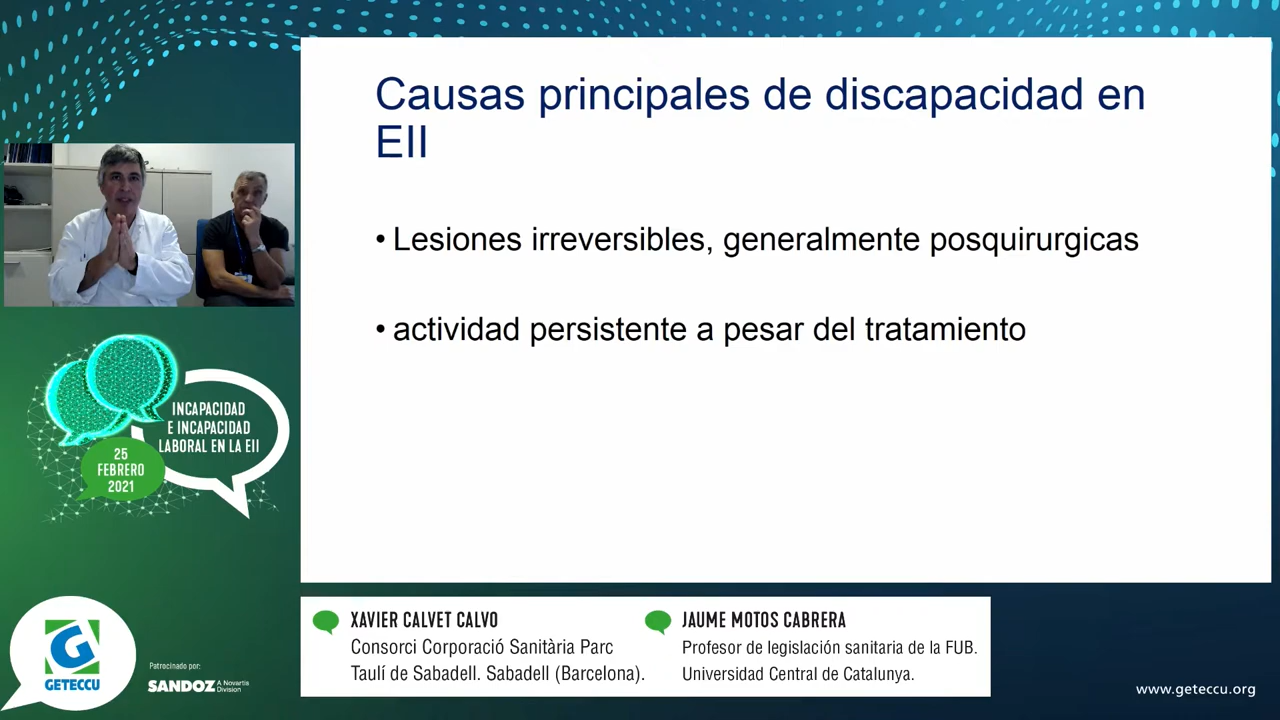 Causas principales de discapacidad en
EII
• Lesiones irreversibles, generalmente posquirurgicas
• actividad persistente a pesar del tratamiento
INCAPACIDAD
E INCAPACIDAD
LABORAL EN LA EII
25
FEBRERO
2021
G
GETECCU
Patrocinado por:
SANDOZ A Novartis
Division
XAVIER CALVET CALVO
Consorci Corporació Sanitària Parc
Taulí de Sabadell. Sabadell (Barcelona).
JAUME MOTOS CABRERA
Profesor de legislación sanitaria de la FUB.
Universidad Central de Catalunya.
www.geteccu.org